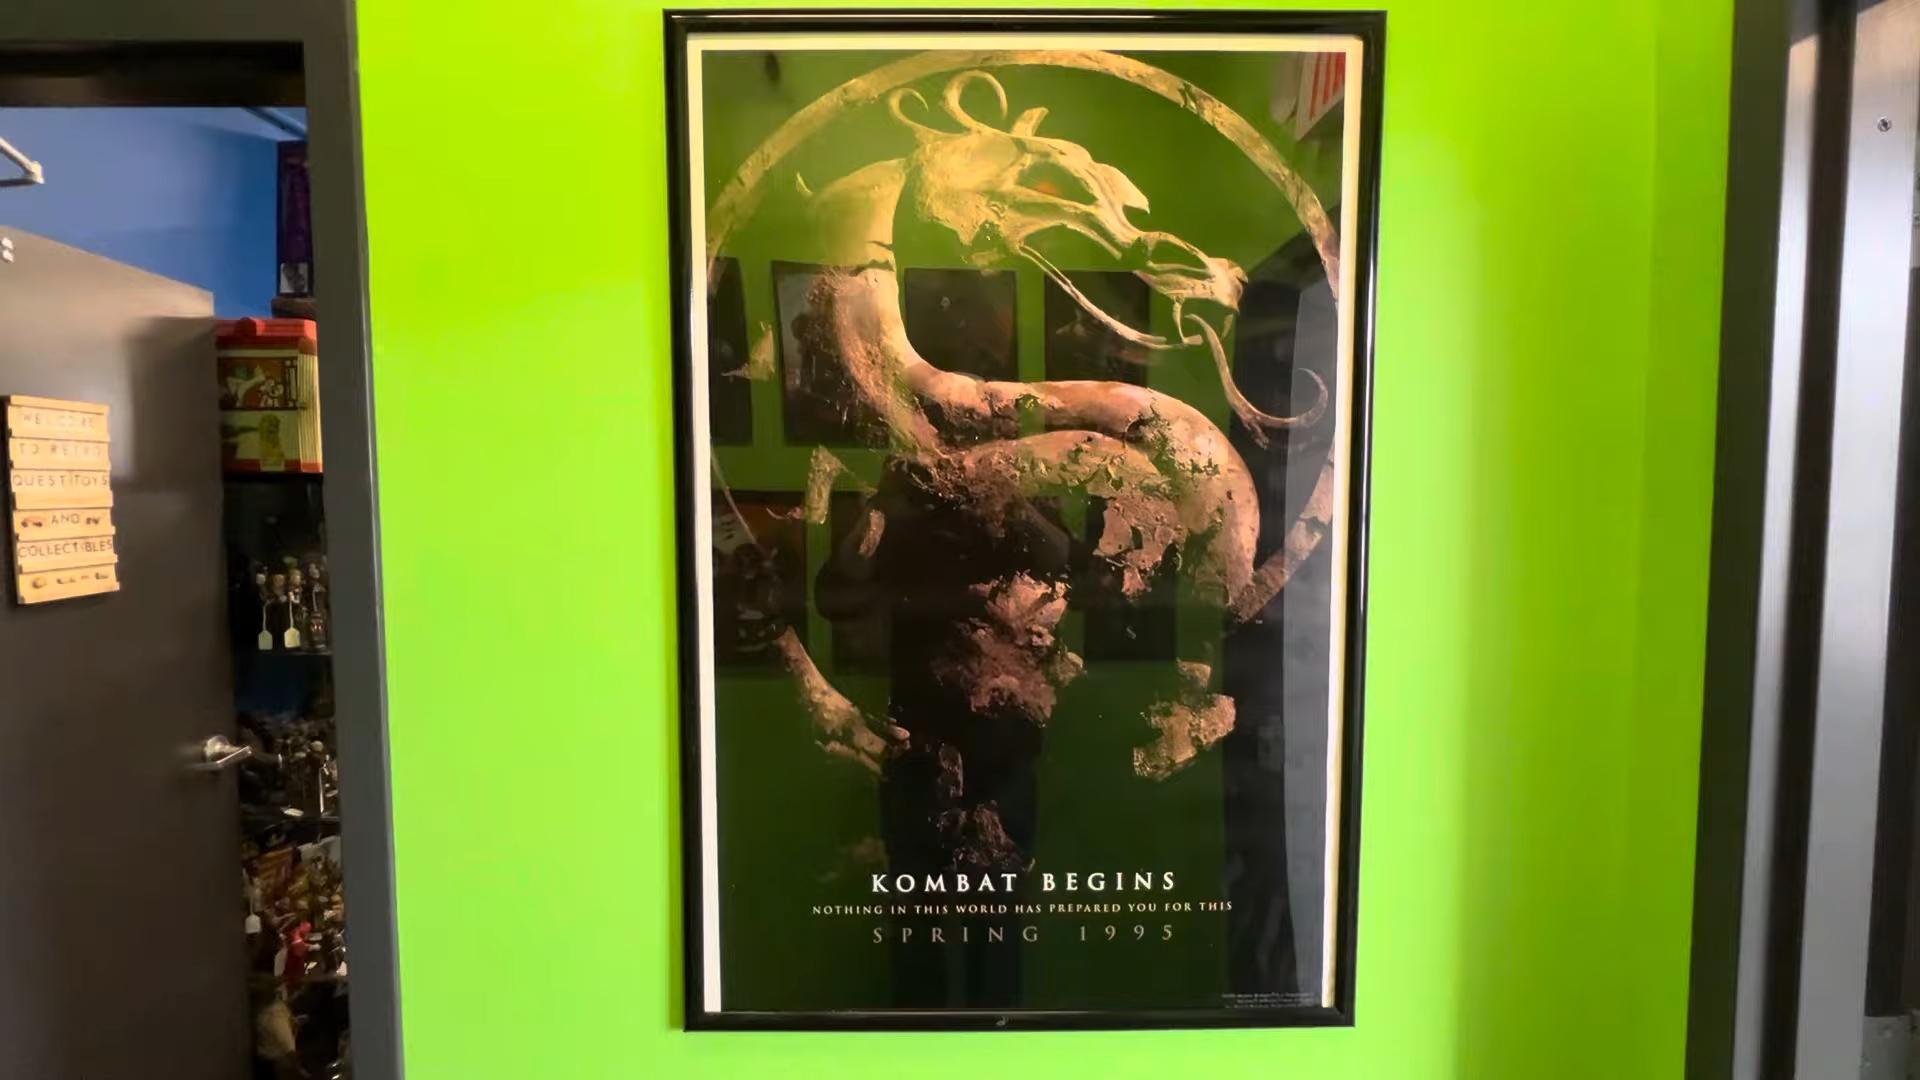 WELCOME
TO RETRO
QUEST TOYS
AND
COLLECTIBLES
KOMBAT BEGINS
NOTHING IN THIS WORLD HAS PREPARED YOU FOR THIS
SPRING 1995